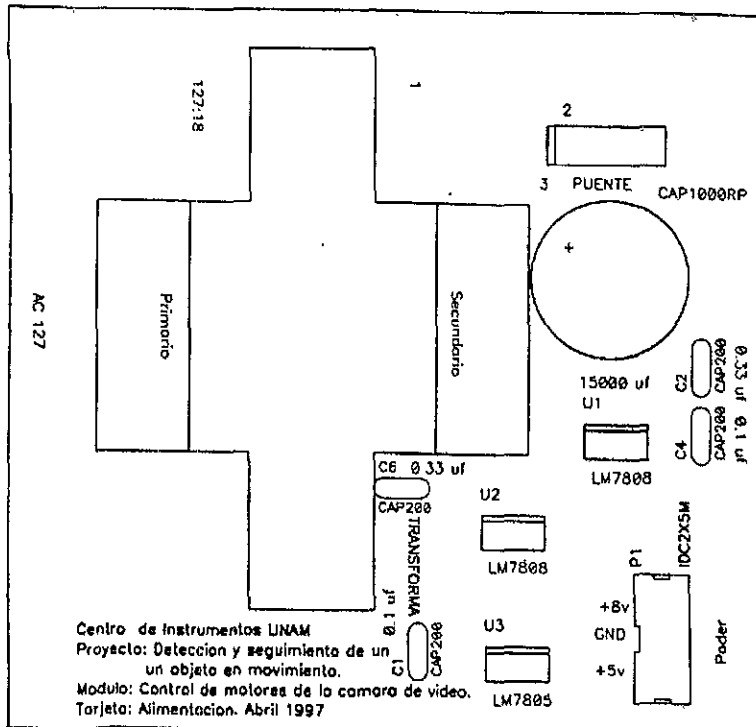 127:18
1
2
3
PUENTE
CAP1000RP
+
AC 127
Primario
Secundario
15000 uf
U1
LM7808
C2
CAP200
0.33 uf
C4
CAP200
0.1 uf
C6
0 33 uf
CAP200
TRANSFORMA
U2
LM7808
P1
IDC2X5M
+8v
GND
+5v
Poder
0.1 uf
C1
CAP200
U3
LM7805
Centro de Instrumentos UNAM
Proyecto: Deteccion y seguimiento de un
un objeto en movimiento.
Modulo: Control de motores de la camara de video.
Tarjeta: Alimentacion. Abril 1997